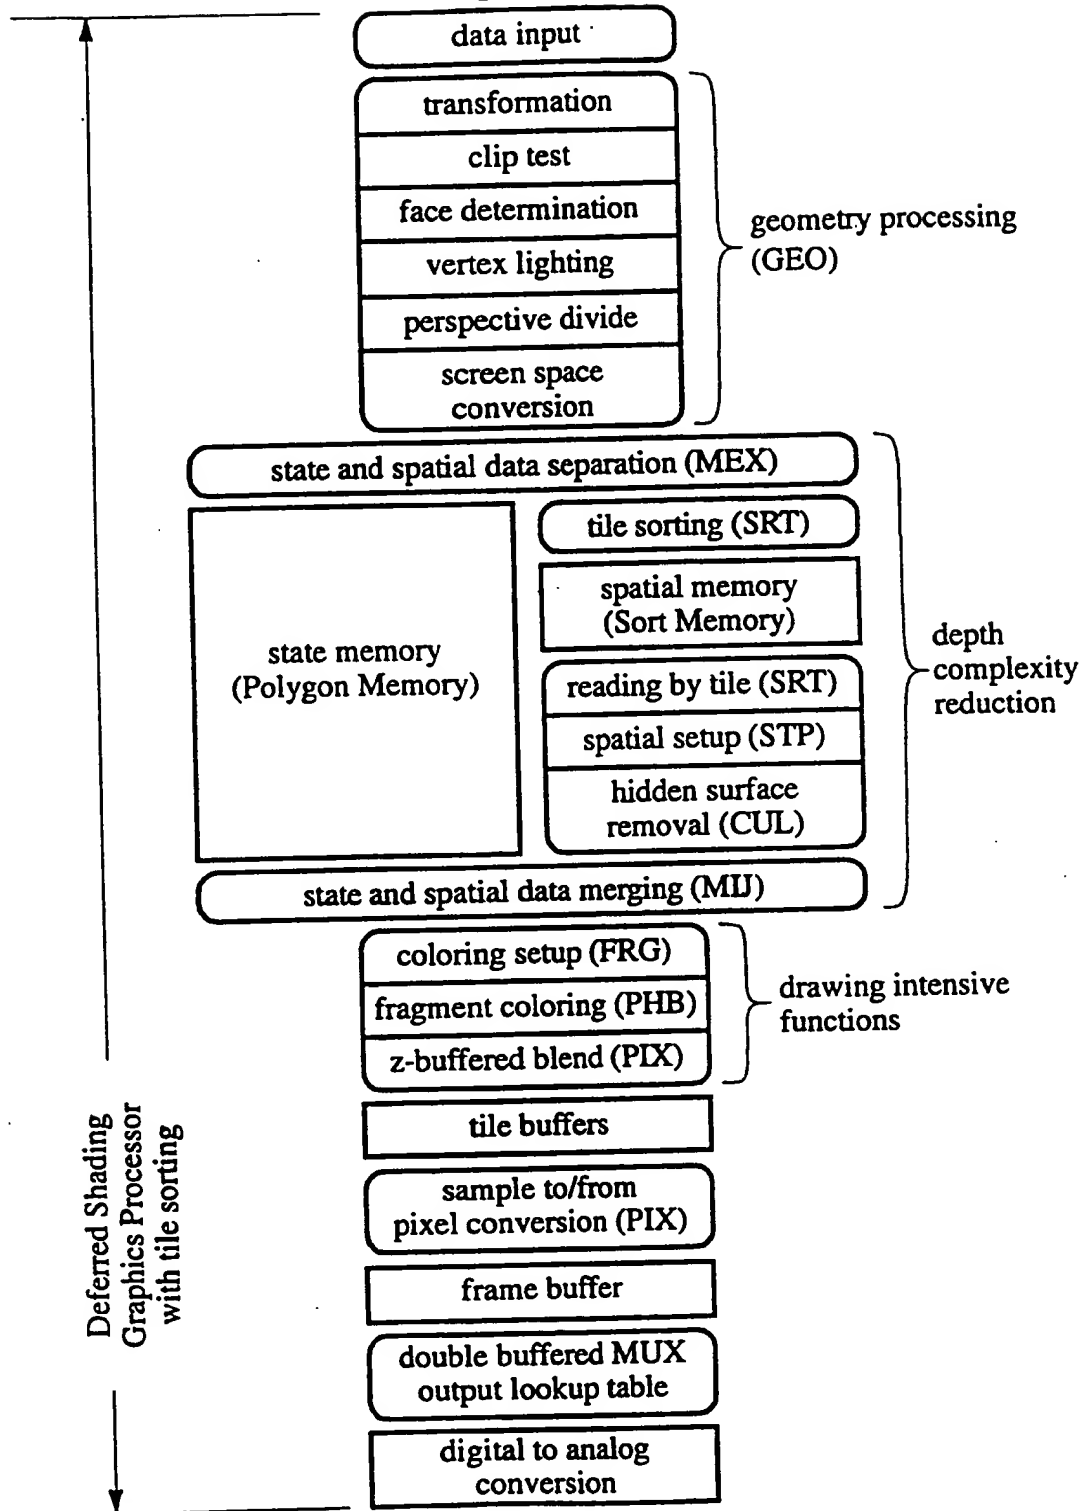 data input
transformation
clip test
face determination
vertex lighting
perspective divide
screen space
conversion
geometry processing
(GEO)
state and spatial data separation (MEX)
state memory
(Polygon Memory)
tile sorting (SRT)
spatial memory
(Sort Memory)
reading by tile (SRT)
spatial setup (STP)
hidden surface
removal (CUL)
depth
complexity
reduction
state and spatial data merging (MIJ)
coloring setup (FRG)
fragment coloring (PHB)
z-buffered blend (PIX)
drawing intensive
functions
tile buffers
sample to/from
pixel conversion (PIX)
frame buffer
double buffered MUX
output lookup table
digital to analog
conversion
Deferred Shading
Graphics Processor
with tile sorting